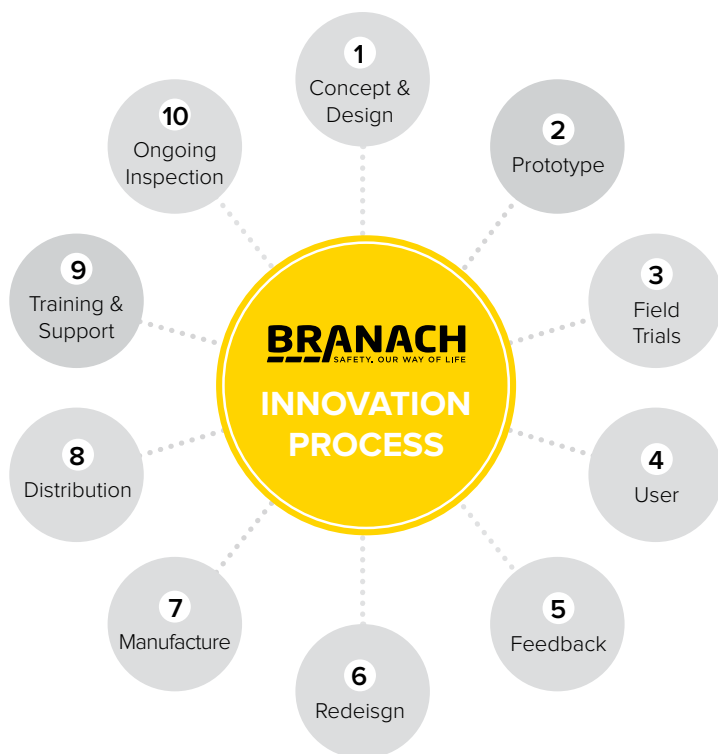 1
Concept &
Design
2
Prototype
3
Field
Trials
4
User
5
Feedback
6
Redeisgn
7
Manufacture
8
Distribution
9
Training &
Support
10
Ongoing
Inspection
BRANACH
SAFETY. OUR WAY OF LIFE
INNOVATION
PROCESS